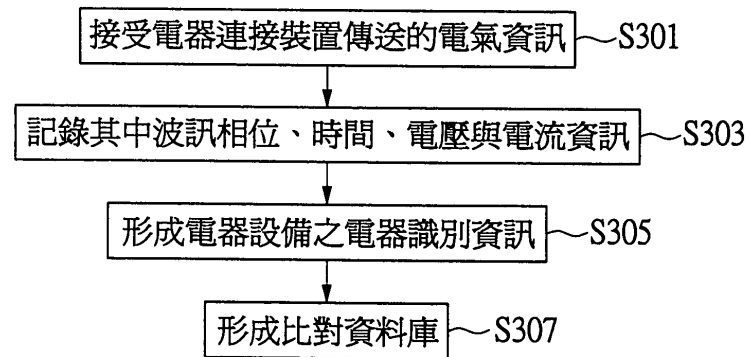 接受電器連接裝置傳送的電氣資訊 S301
記錄其中波訊相位、時間、電壓與電流資訊 S303
形成電器設備之電器識別資訊 S305
形成比對資料庫 S307